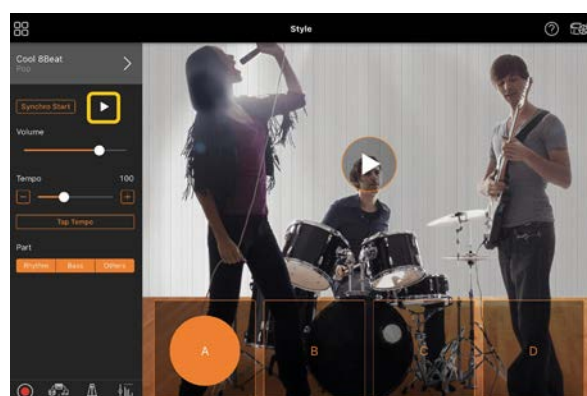 Style
Cool 8Beat
Pop
Synchro Start
Volume
Tempo 100
Tap Tempo
Part
Rhythm Bass Others
A B C D